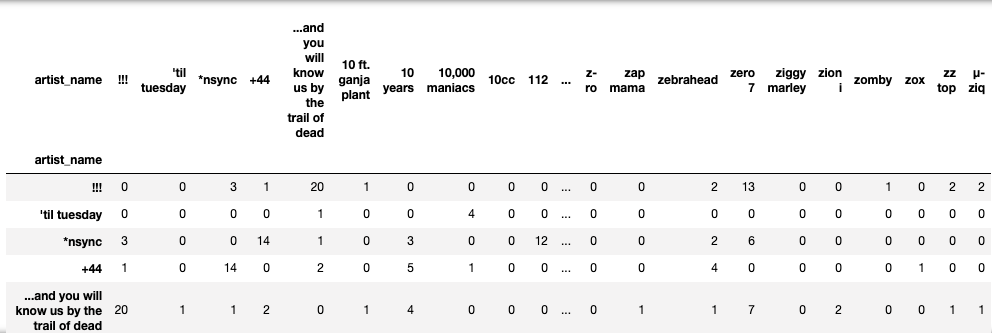 artist_name !!! 'til tuesday *nsync +44 ...and you will know us by the trail of dead 10 ft. ganja plant 10 years 10,000 maniacs 10cc 112 ... z-ro zap mama zebrahead zero 7 ziggy marley zion i zomby zox zz top µ-ziq
artist_name
!!! 0 0 3 1 20 1 0 0 0 0 ... 0 0 2 13 0 0 1 0 2 2
'til tuesday 0 0 0 0 1 0 0 4 0 0 ... 0 0 0 0 0 0 0 0 0 0
*nsync 3 0 0 14 1 0 3 0 0 12 ... 0 0 2 6 0 0 0 0 0 0
+44 1 0 14 0 2 0 5 1 0 0 ... 0 0 4 0 0 0 0 1 0 0
...and you will know us by the trail of dead 20 1 1 2 0 1 4 0 0 0 ... 0 1 1 7 0 2 0 0 1 1